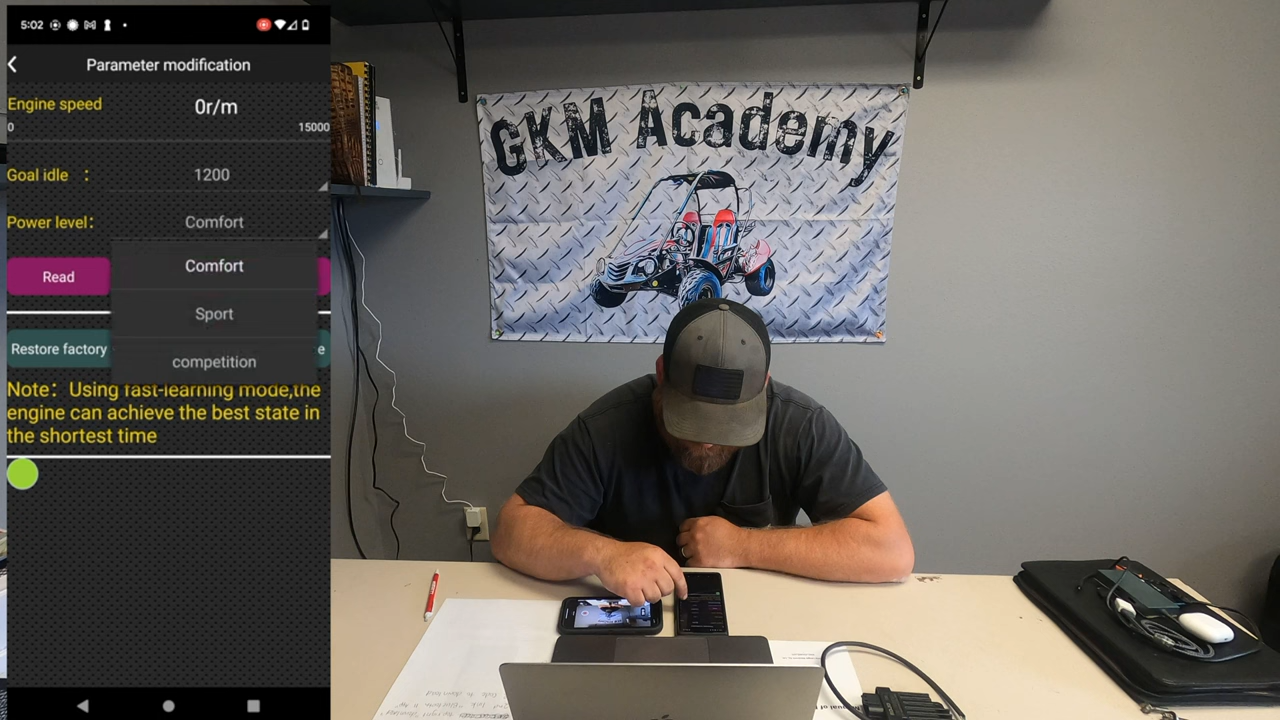 5:02
Parameter modification
Engine speed
0r/m
0
15000
Goal idle :
1200
Power level:
Comfort
Comfort
Read
Sport
Restore factory
e
competition
Note: Using fast-learning mode,the
engine can achieve the best state in
the shortest time
GKM Academy